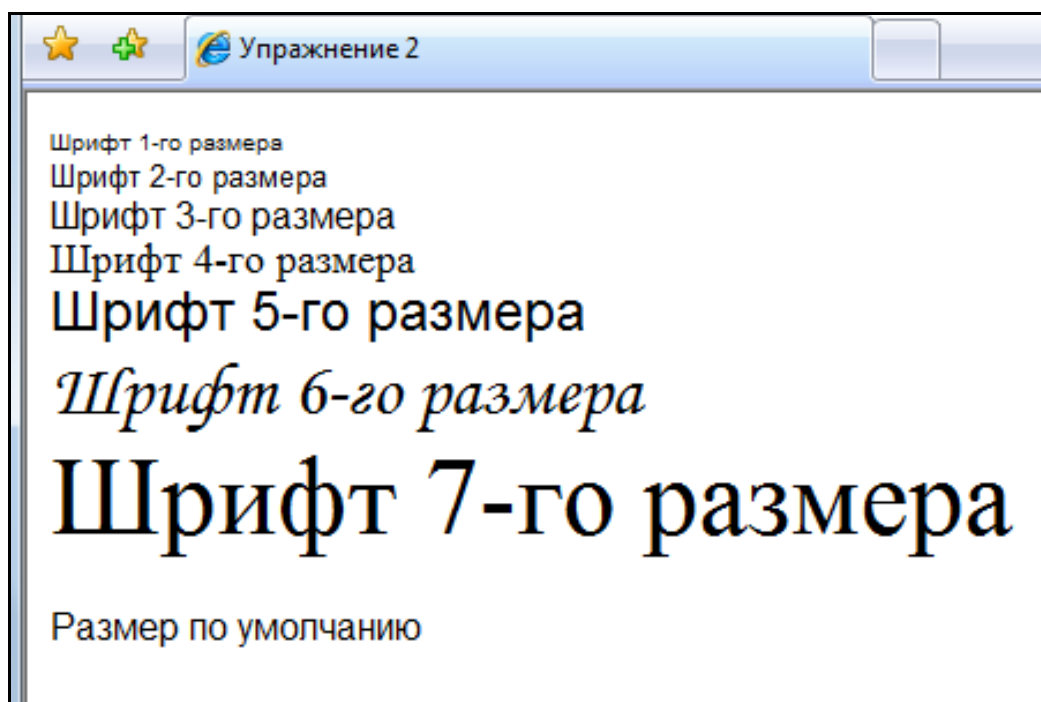 Упражнение 2
Шрифт 1-го размера
Шрифт 2-го размера
Шрифт 3-го размера
Шрифт 4-го размера
Шрифт 5-го размера
Шрифт 6-го размера
Шрифт 7-го размера
Размер по умолчанию